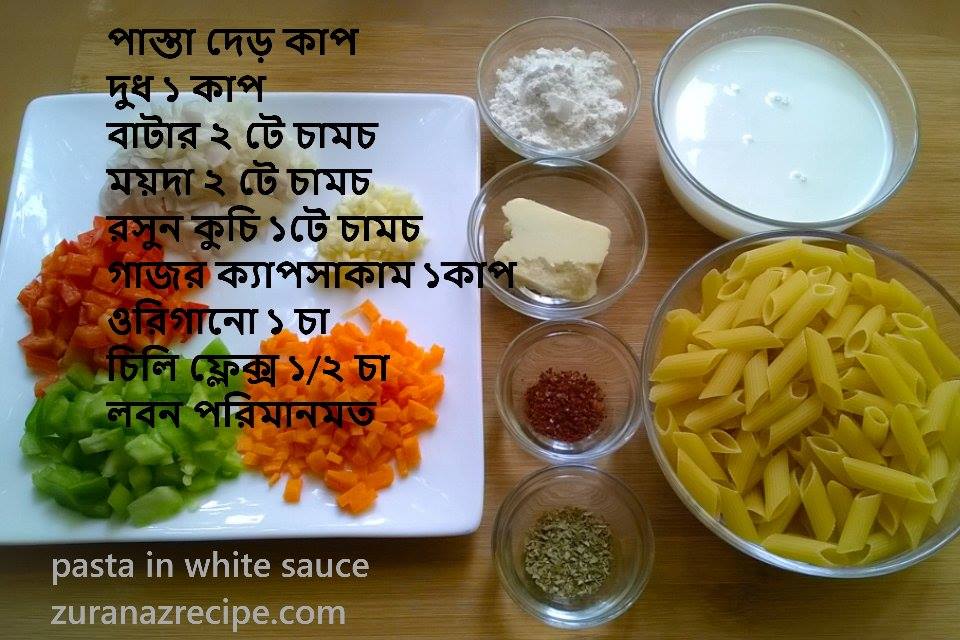 পাস্তা দেড় কাপ
দুধ ১ কাপ
বাটার ২ টে চামচ
ময়দা ২ টে চামচ
রসুন কুচি ১টে চামচ
গাজর ক্যাপসাকাম ১কাপ
ওরিগানো ১ চা
চিলি ফ্লেক্স ১/২ চা
লবন পরিমানমত
pasta in white sauce
zuranazrecipe.com